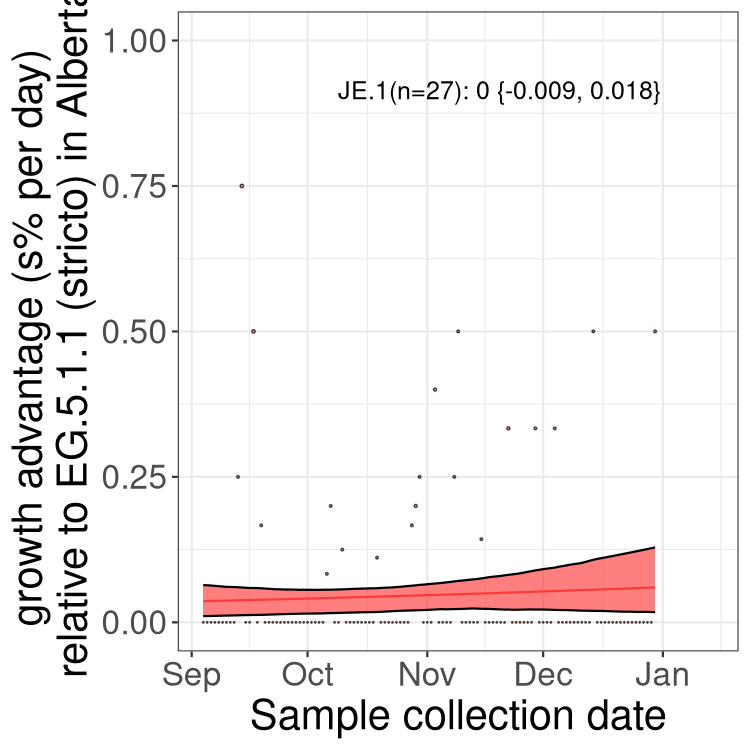 growth advantage (s% per day)
relative to EG.5.1.1 (stricto) in Alberta
1.00
0.75
0.50
0.25
0.00
JE.1(n=27): 0 {-0.009, 0.018}
Sep Oct Nov Dec Jan
Sample collection date